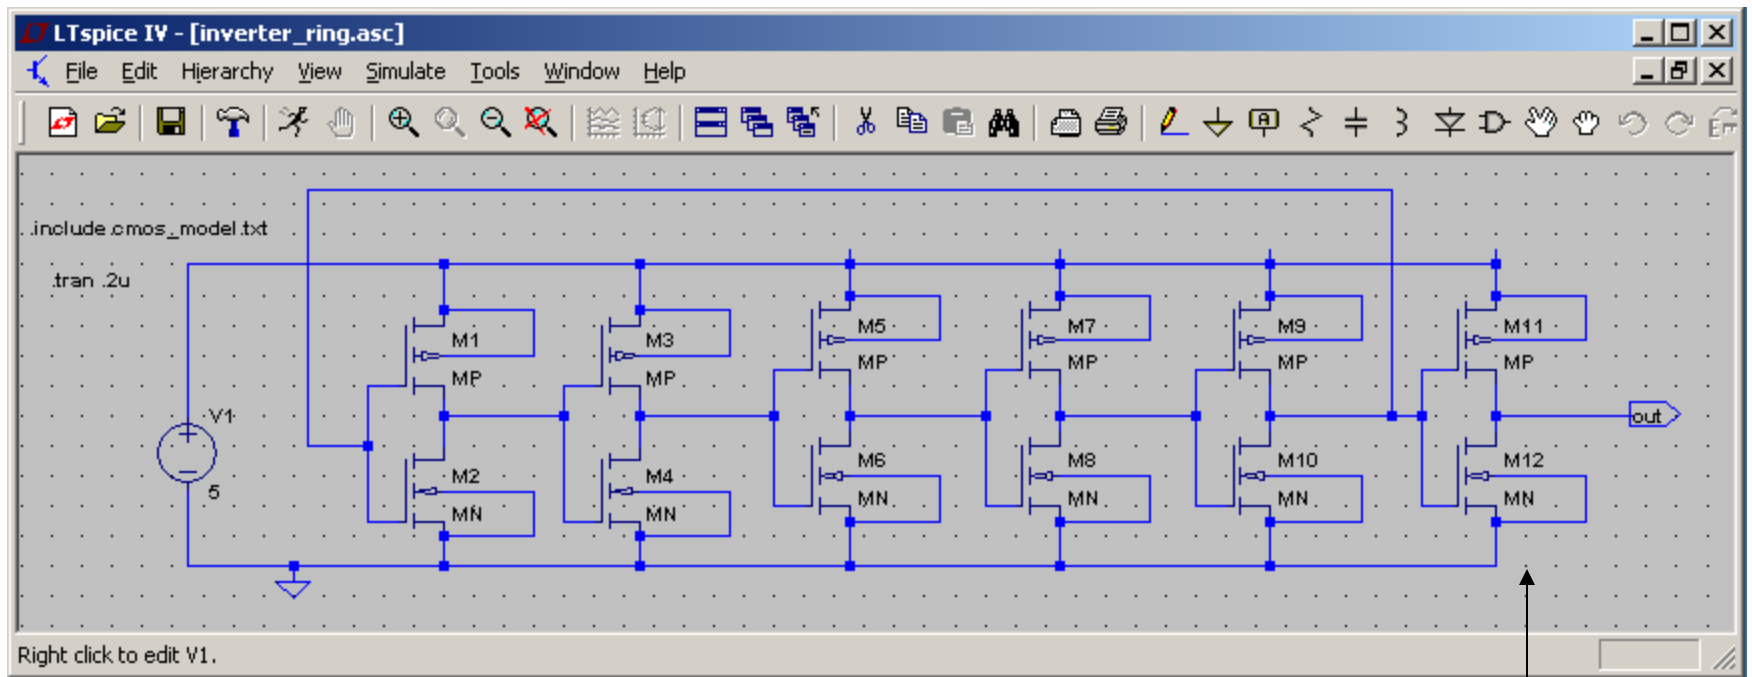 LTspice IV - [inverter_ring.asc]
File Edit Hierarchy View Simulate Tools Window Help
.include cmos_model.txt
.tran .2u
M1
MP
M3
MP
M5
MP
M7
MP
M9
MP
M11
MP
V1
5
out
M2
MN
M4
MN
M6
MN
M8
MN
M10
MN
M12
MN
Right click to edit V1.